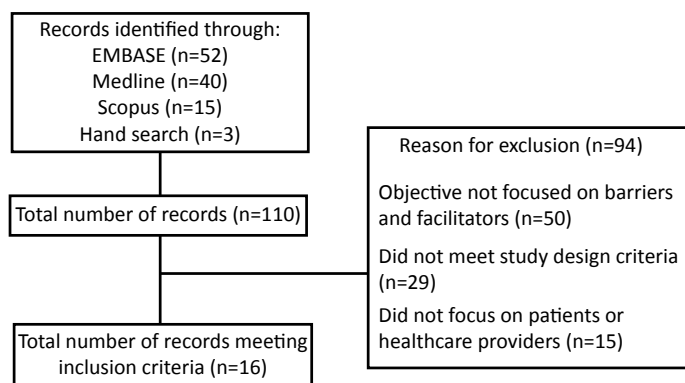 Records identified through:
EMBASE (n=52)
Medline (n=40)
Scopus (n=15)
Hand search (n=3)
Total number of records (n=110)
Reason for exclusion (n=94)
Objective not focused on barriers
and facilitators (n=50)
Did not meet study design criteria
(n=29)
Did not focus on patients or
healthcare providers (n=15)
Total number of records meeting
inclusion criteria (n=16)